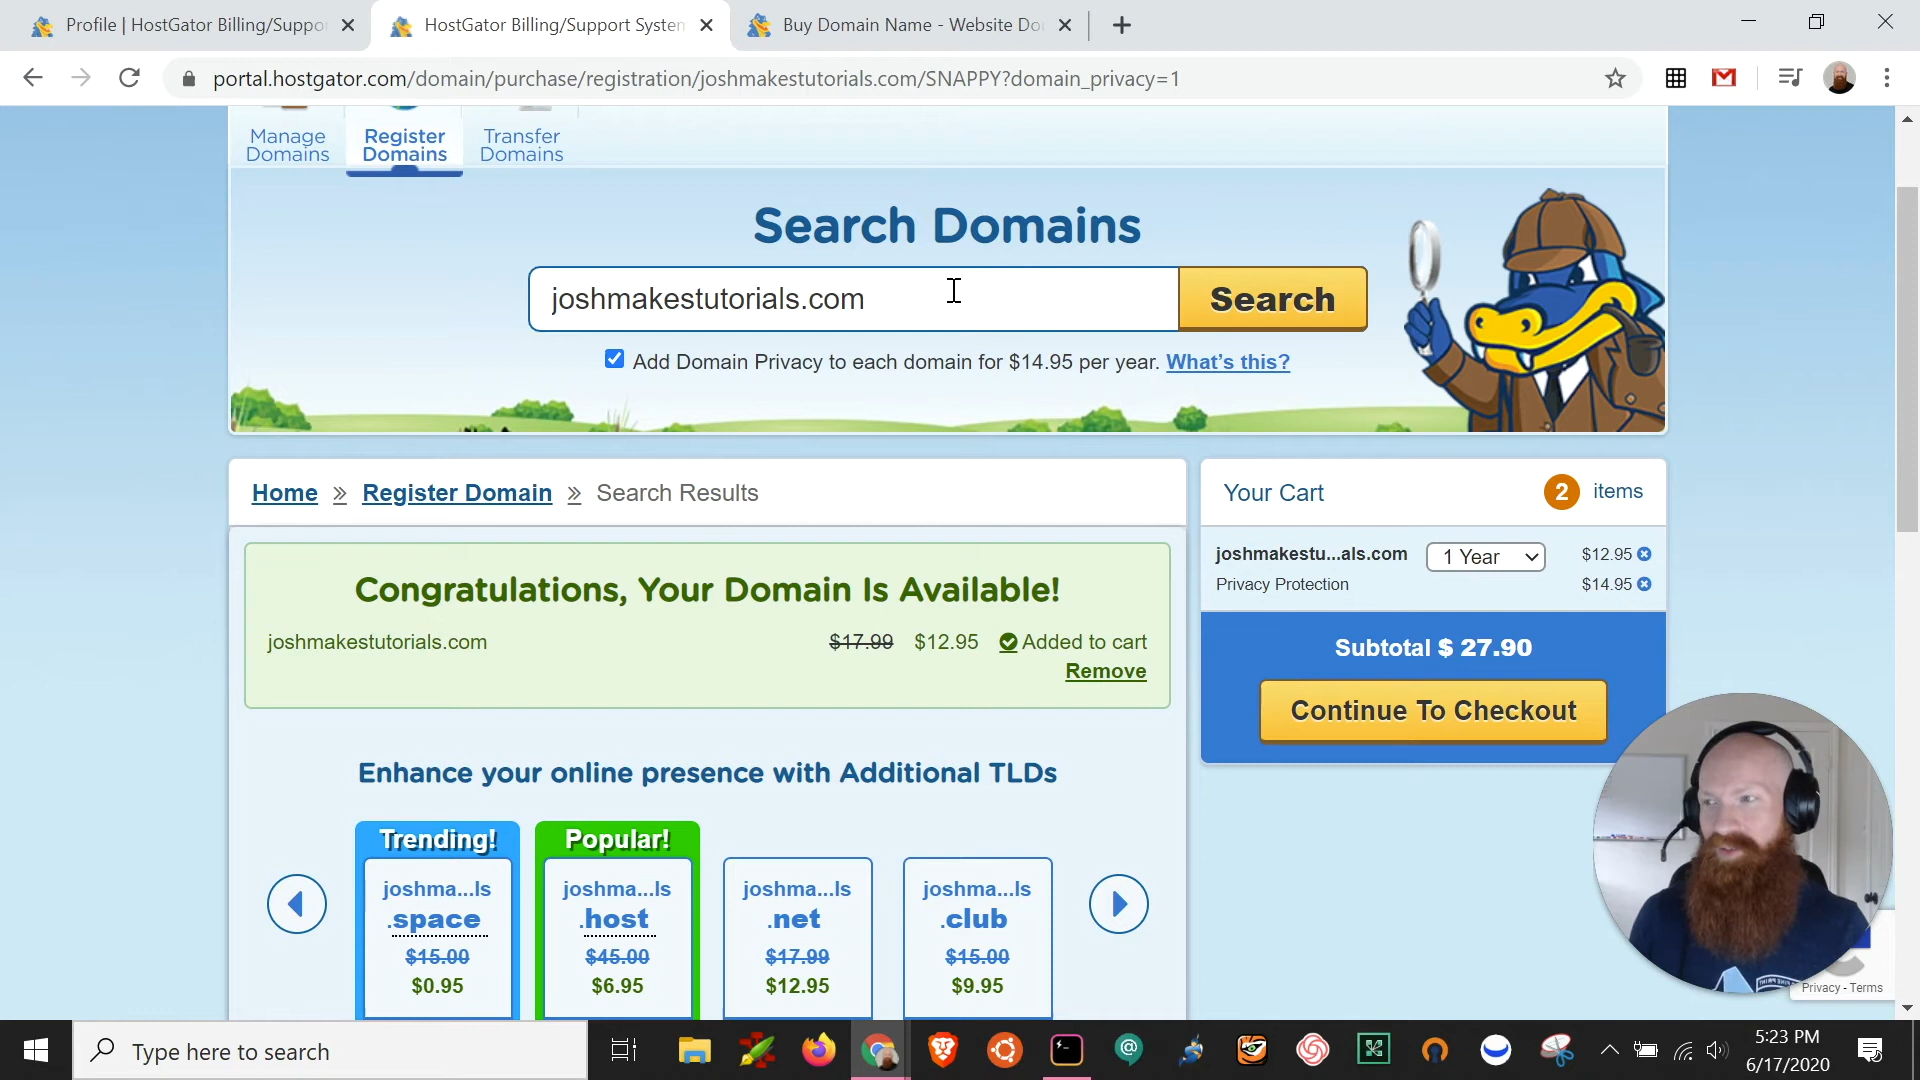 Profile | HostGator Billing/Suppo
HostGator Billing/Support System
Buy Domain Name - Website Do
portal.hostgator.com/domain/purchase/registration/joshmakestutorials.com/SNAPPY?domain_privacy=1
Manage Domains
Register Domains
Transfer Domains
Search Domains
joshmakestutorials.com
Search
Add Domain Privacy to each domain for $14.95 per year. What's this?
Home » Register Domain » Search Results
Your Cart 2 items
Congratulations, Your Domain Is Available!
joshmakestutorials.com $17.99 $12.95 Added to cart
Remove
joshmakestu...als.com 1 Year $12.95
Privacy Protection $14.95
Subtotal $ 27.90
Continue To Checkout
Enhance your online presence with Additional TLDs
Trending!
joshma...ls
.space
$15.00
$0.95
Popular!
joshma...ls
.host
$45.00
$6.95
joshma...ls
.net
$17.99
$12.95
joshma...ls
.club
$15.00
$9.95
Privacy - Terms
Type here to search
5:23 PM
6/17/2020